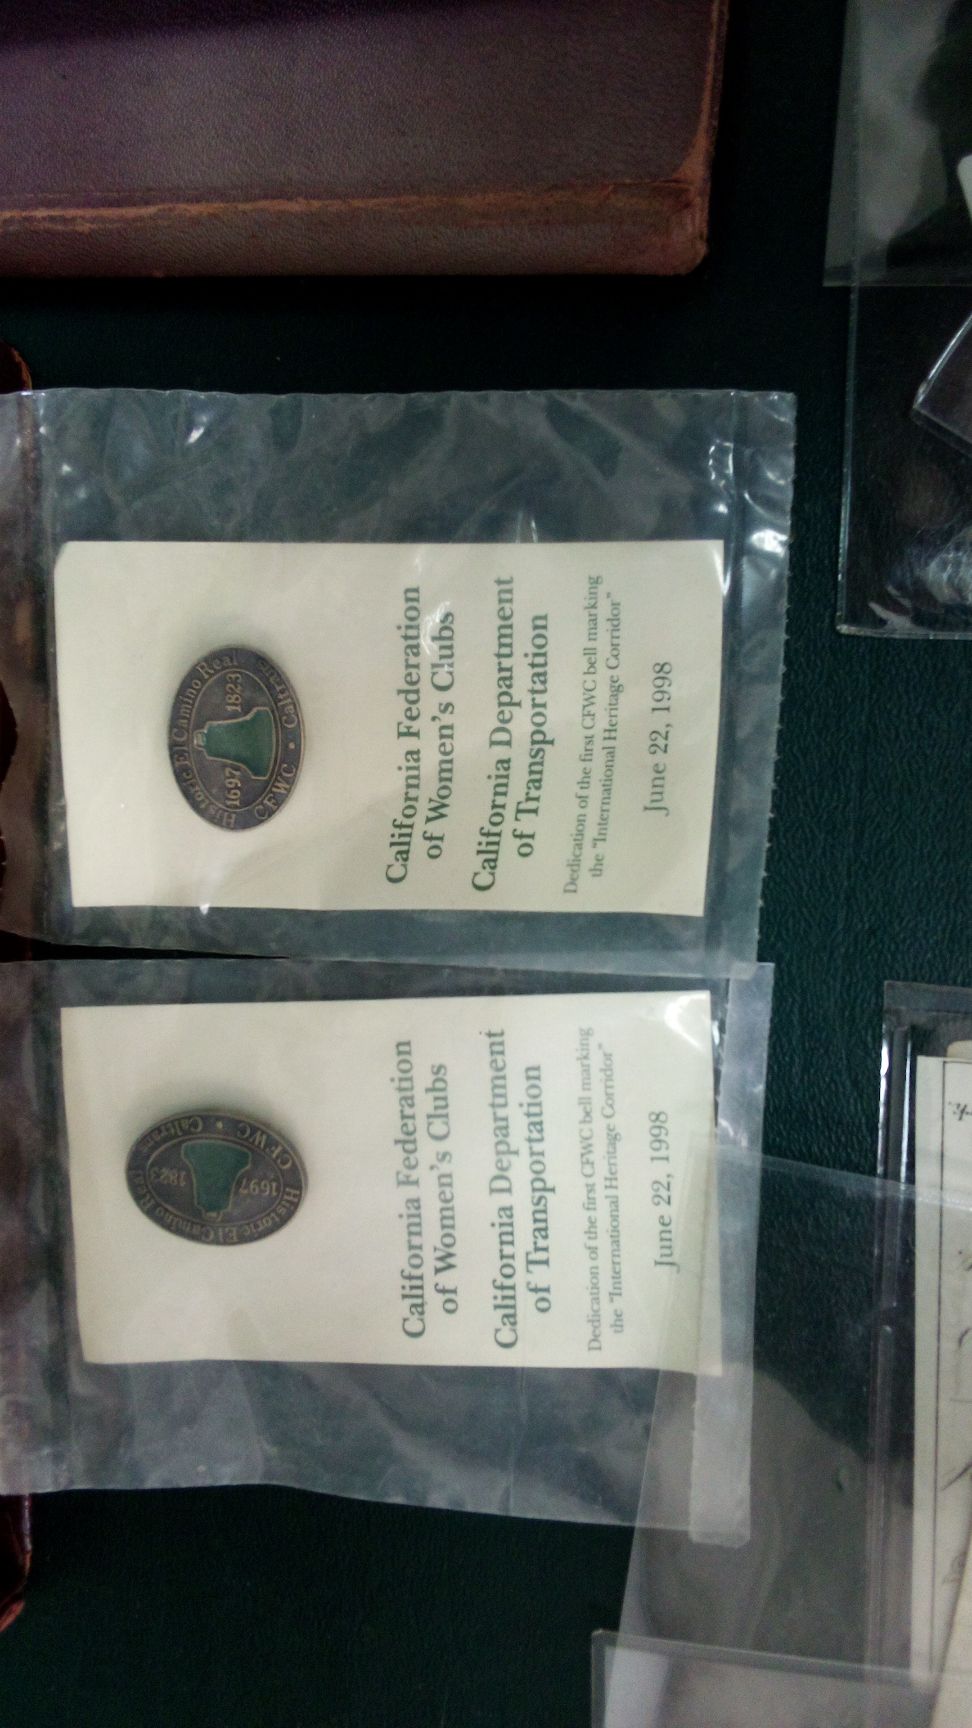 Historic El Camino Real
1697 1823
CFWC • Caltrans
California Federation
of Women's Clubs
California Department
of Transportation
Dedication of the first CFWC bell marking
the "International Heritage Corridor"
June 22, 1998
Historic El Camino Real
1697 1823
CFWC • Caltrans
California Federation
of Women's Clubs
California Department
of Transportation
Dedication of the first CFWC bell marking
the "International Heritage Corridor"
June 22, 1998